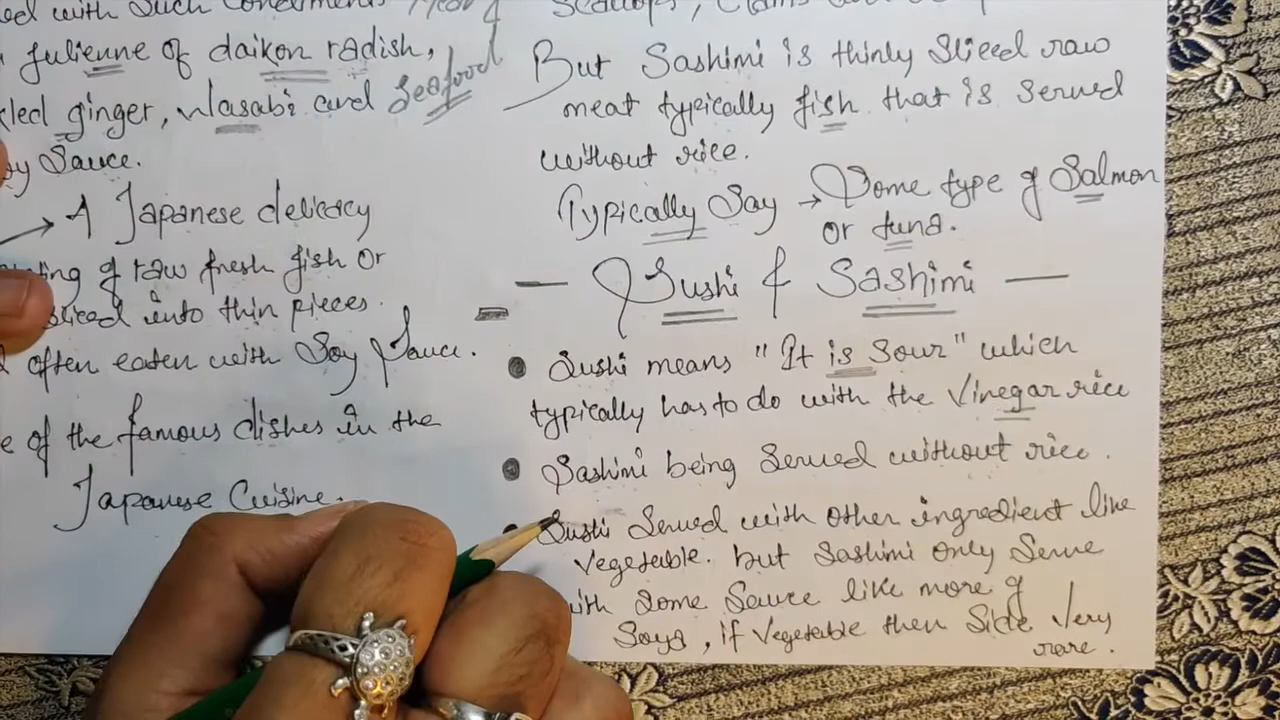 with such condiments
julienne of daikon radish,
ginger, wasabi and Seafood
Sauce.
A Japanese delicacy
of raw fresh fish or
sliced into thin pieces.
often eaten with Soy Sauce.
of the famous dishes in the
Japanese Cuisine.
Scallops, Clams
But Sashimi is thinly Sliced raw
meat typically fish that is Served
without rice.
Typically Say → Some type of Salmon
or tuna.
— Sushi & Sashimi —
Sushi means "It is Sour" which
typically has to do with the Vinegar rice
Sashimi being Served without rice.
Sushi Served with other ingredient like
Vegetable. but Sashimi only Serve
with Some Sauce like more of
Soya, if Vegetable then Side Very
rare.